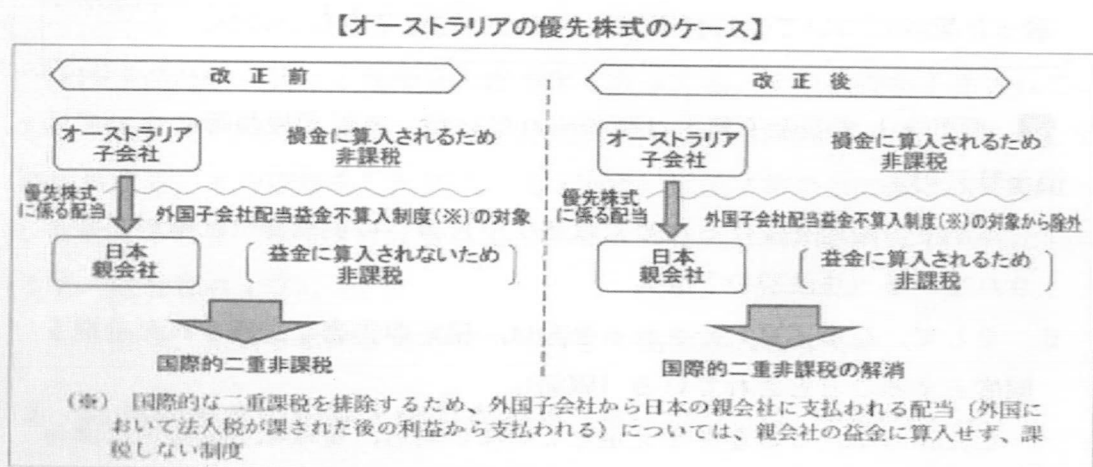 【オーストラリアの優先株式のケース】
改 正 前
オーストラリア
子会社
損金に算入されるため
非課税
優先株式
に係る配当
外国子会社配当益金不算入制度(※)の対象
日本
親会社
益金に算入されないため
非課税
国際的二重非課税
改 正 後
オーストラリア
子会社
損金に算入されるため
非課税
優先株式
に係る配当
外国子会社配当益金不算入制度(※)の対象から除外
日本
親会社
益金に算入されるため
非課税
国際的二重非課税の解消
(※) 国際的な二重課税を排除するため、外国子会社から日本の親会社に支払われる配当〔外国に
おいて法人税が課された後の利益から支払われる〕については、親会社の益金に算入せず、課
税しない制度